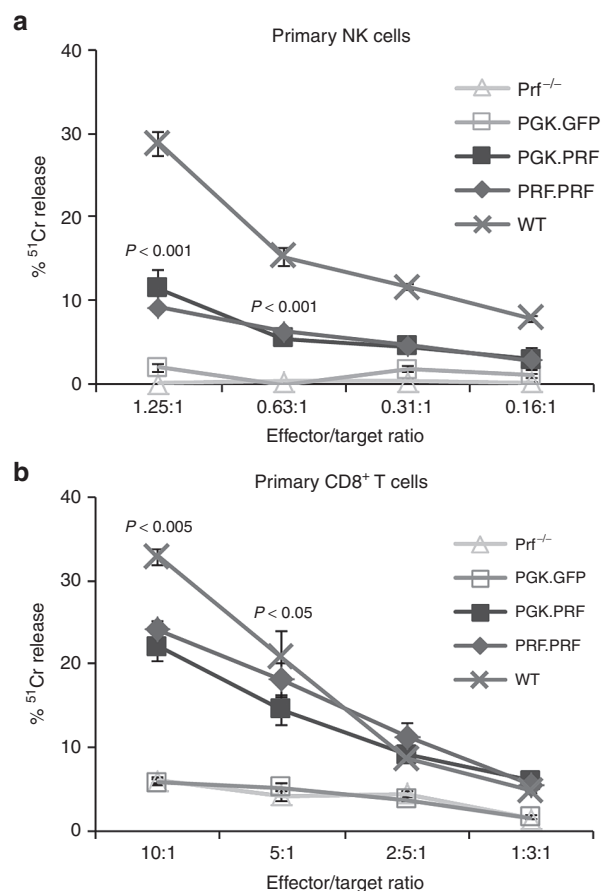 a
Primary NK cells
40
30
20
10
0
% ⁵¹Cr release
P < 0.001
P < 0.001
Prf⁻/⁻
PGK.GFP
PGK.PRF
PRF.PRF
WT
1.25:1
0.63:1
0.31:1
0.16:1
Effector/target ratio
b
Primary CD8⁺ T cells
40
30
20
10
0
% ⁵¹Cr release
P < 0.005
P < 0.05
Prf⁻/⁻
PGK.GFP
PGK.PRF
PRF.PRF
WT
10:1
5:1
2:5:1
1:3:1
Effector/target ratio